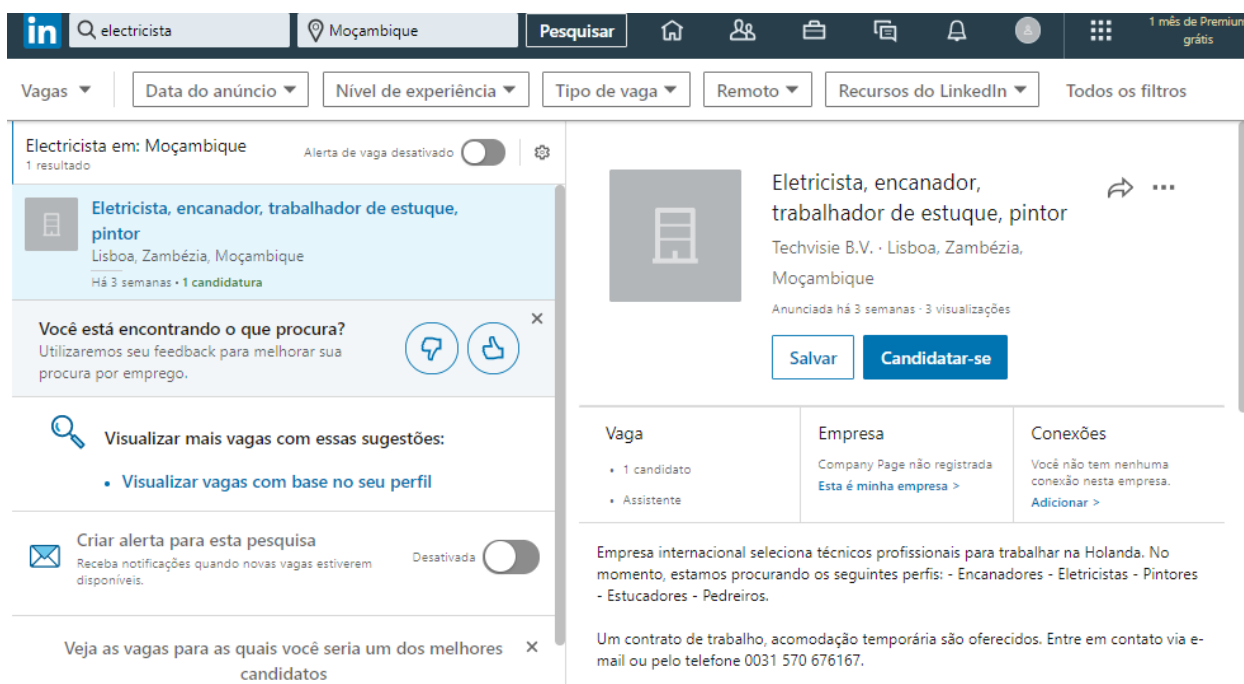 in electricista Moçambique Pesquisar 1 mês de Premium
grátis
Vagas Data do anúncio Nível de experiência Tipo de vaga Remoto Recursos do LinkedIn Todos os filtros
Electricista em: Moçambique
1 resultado
Alerta de vaga desativado
Eletricista, encanador, trabalhador de estuque,
pintor
Lisboa, Zambézia, Moçambique
Há 3 semanas • 1 candidatura
Você está encontrando o que procura?
Utilizaremos seu feedback para melhorar sua
procura por emprego.
Visualizar mais vagas com essas sugestões:
• Visualizar vagas com base no seu perfil
Criar alerta para esta pesquisa
Receba notificações quando novas vagas estiverem
disponíveis.
Desativada
Veja as vagas para as quais você seria um dos melhores
candidatos
Eletricista, encanador,
trabalhador de estuque, pintor
Techvisie B.V. · Lisboa, Zambézia,
Moçambique
Anunciada há 3 semanas · 3 visualizações
Salvar Candidatar-se
Vaga
• 1 candidato
• Assistente
Empresa
Company Page não registrada
Esta é minha empresa >
Conexões
Você não tem nenhuma
conexão nesta empresa.
Adicionar >
Empresa internacional seleciona técnicos profissionais para trabalhar na Holanda. No
momento, estamos procurando os seguintes perfis: - Encanadores - Eletricistas - Pintores
- Estucadores - Pedreiros.
Um contrato de trabalho, acomodação temporária são oferecidos. Entre em contato via e-
mail ou pelo telefone 0031 570 676167.